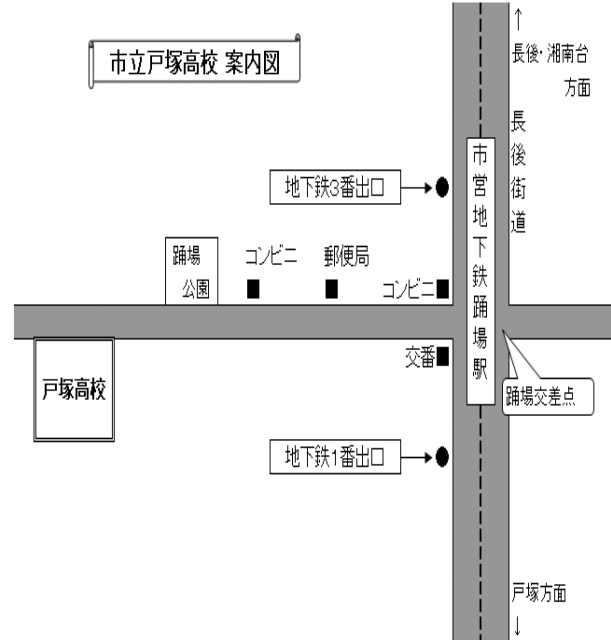 市立戸塚高校 案内図
↑
長後・湘南台
方面
長後街道
市営地下鉄踊場駅
地下鉄3番出口
踊場
公園
コンビニ
郵便局
コンビニ
交番
戸塚高校
踊場交差点
地下鉄1番出口
戸塚方面
↓